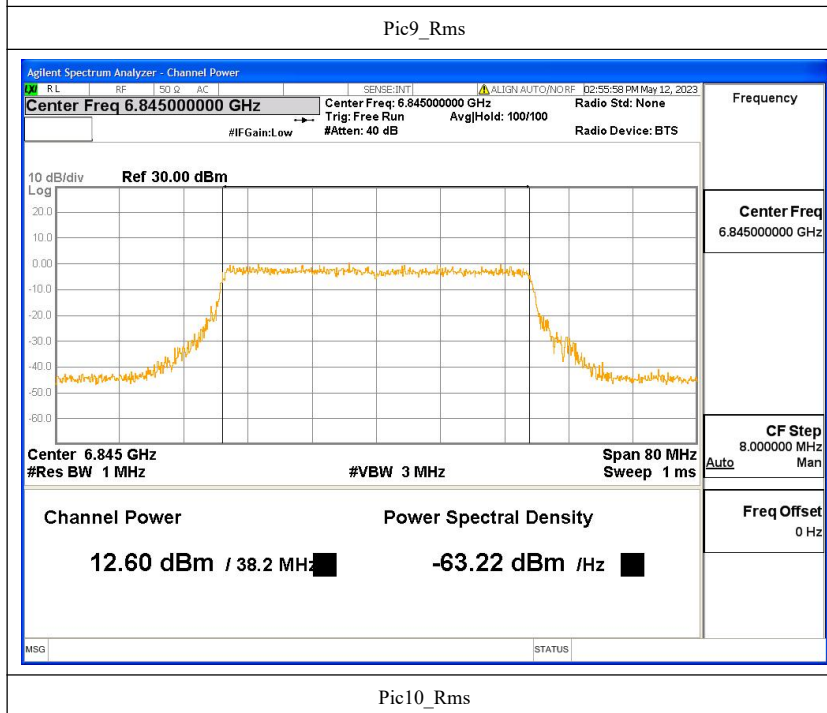 Pic9_Rms
Agilent Spectrum Analyzer - Channel Power
LXI RL RF 50 Ω AC SENSE:INT ALIGN AUTO/NO RF 02:55:58 PM May 12, 2023
Center Freq 6.845000000 GHz Center Freq: 6.845000000 GHz Radio Std: None
Trig: Free Run Avg|Hold: 100/100
#IFGain:Low #Atten: 40 dB Radio Device: BTS
Frequency
10 dB/div Ref 30.00 dBm
Log
20.0
10.0
0.00
-10.0
-20.0
-30.0
-40.0
-50.0
-60.0
Center Freq
6.845000000 GHz
Center 6.845 GHz Span 80 MHz
#Res BW 1 MHz #VBW 3 MHz Sweep 1 ms
CF Step
8.000000 MHz
Auto Man
Channel Power Power Spectral Density
12.60 dBm / 38.2 MHz -63.22 dBm /Hz
Freq Offset
0 Hz
MSG STATUS
Pic10_Rms